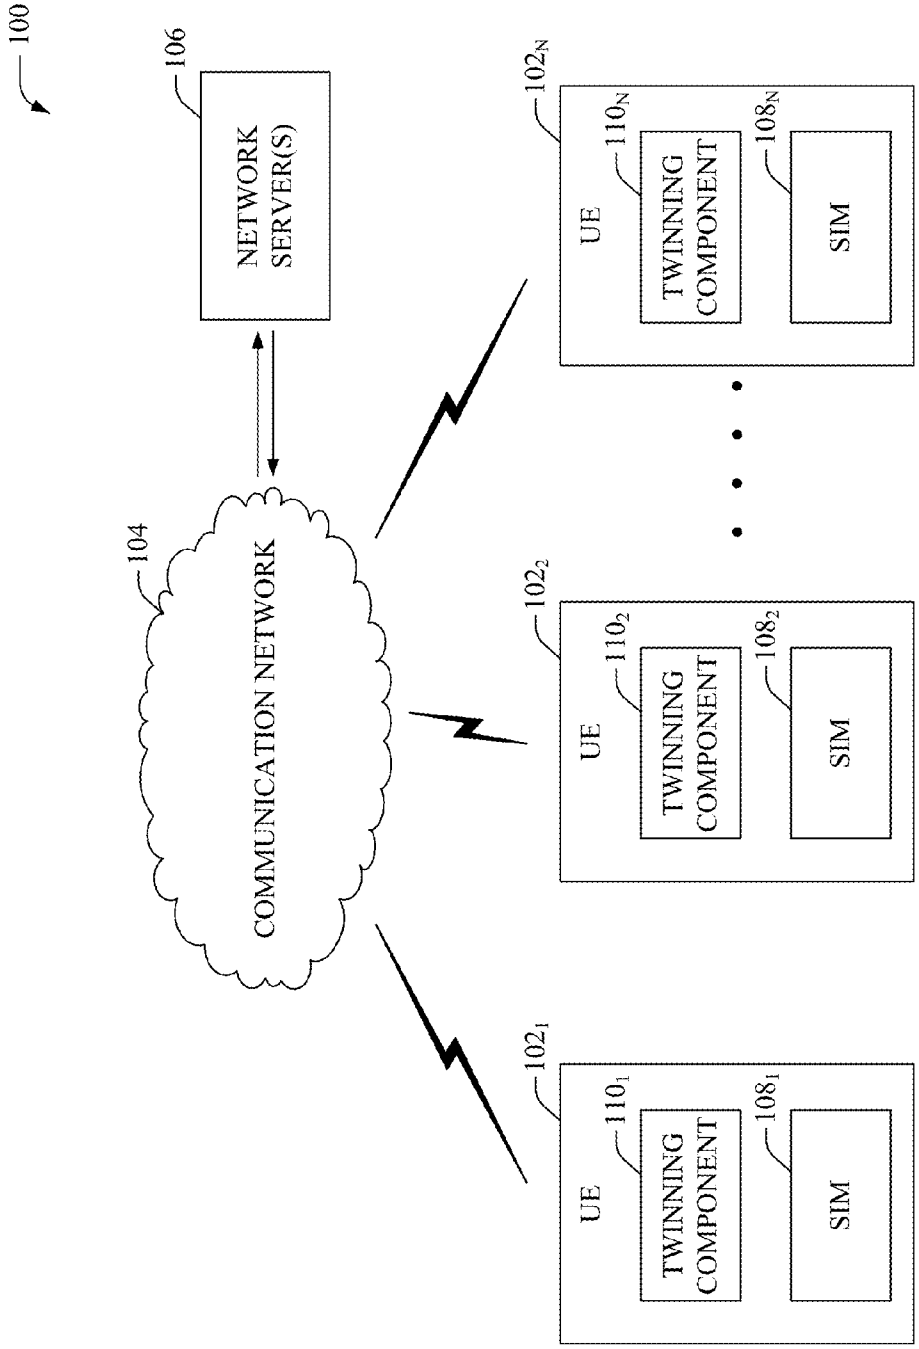 100
106
NETWORK
SERVER(S)
104
COMMUNICATION NETWORK
102₁
UE
110₁
TWINNING
COMPONENT
108₁
SIM
102₂
UE
110₂
TWINNING
COMPONENT
108₂
SIM
102N
UE
110N
TWINNING
COMPONENT
108N
SIM